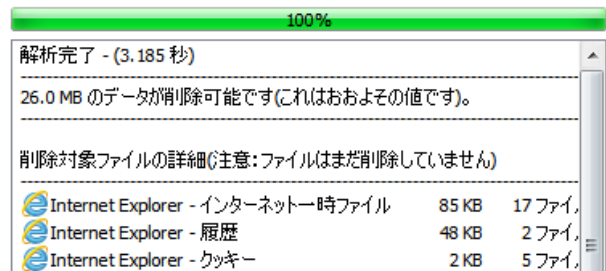 100%
解析完了 - (3.185 秒)
26.0 MB のデータが削除可能です(これはおおよその値です)。
削除対象ファイルの詳細(注意:ファイルはまだ削除していません)
Internet Explorer - インターネット一時ファイル 85 KB 17 ファイ
Internet Explorer - 履歴 48 KB 2 ファイ
Internet Explorer - クッキー 2 KB 5 ファイ